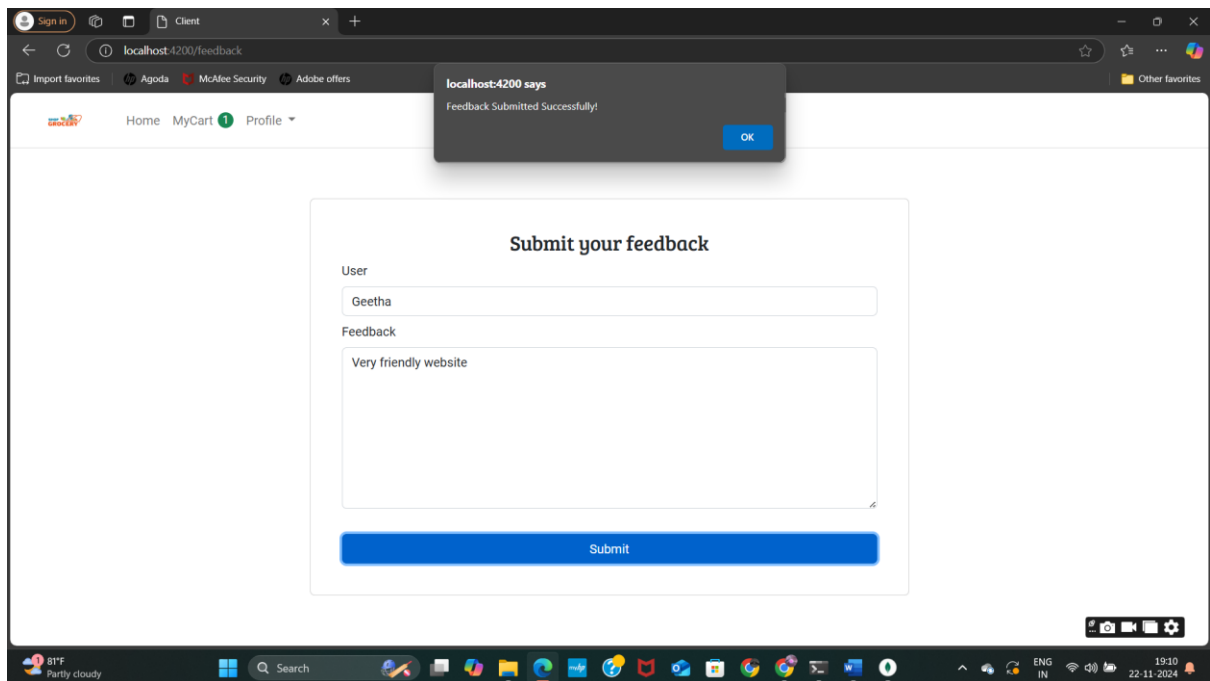 Sign in
Client
localhost:4200/feedback
Import favorites
Agoda
McAfee Security
Adobe offers
Other favorites
localhost:4200 says
Feedback Submitted Successfully!
OK
GROCERY
Home MyCart 1 Profile
Submit your feedback
User
Geetha
Feedback
Very friendly website
Submit
1
81°F
Partly cloudy
Search
ENG
IN
19:10
22-11-2024